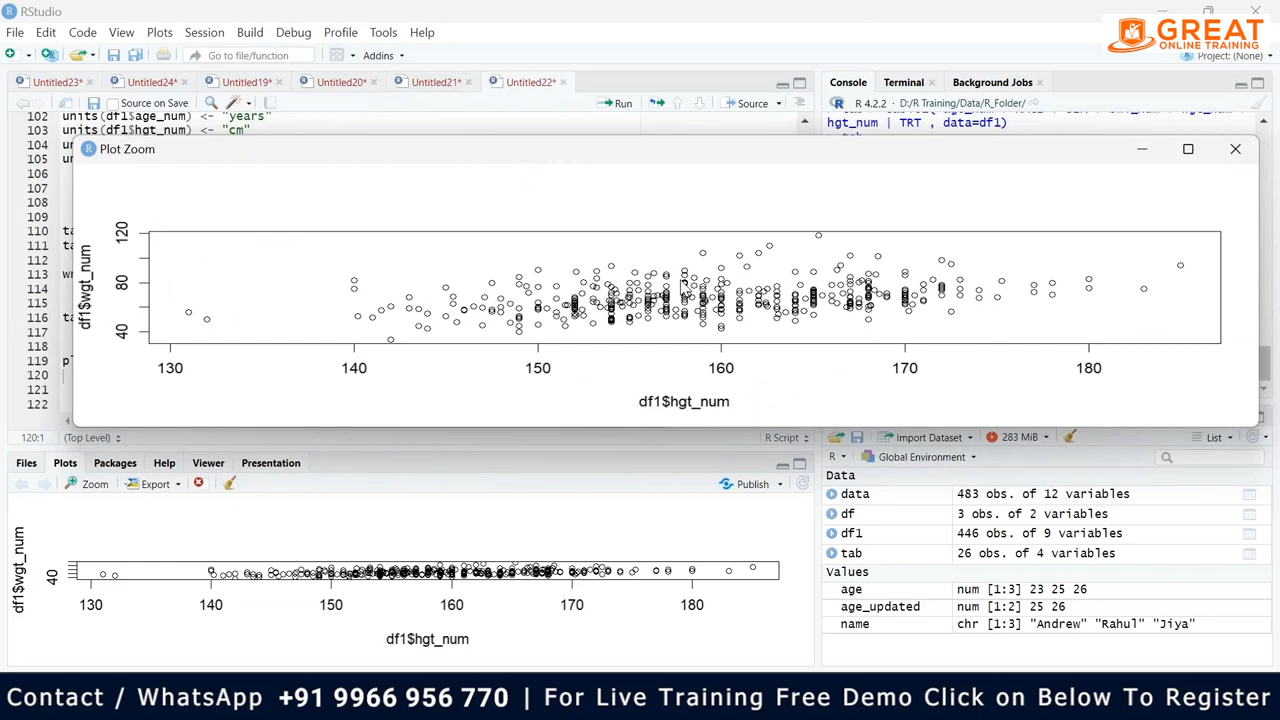 RStudio
File Edit Code View Plots Session Build Debug Profile Tools Help
GREAT
ONLINE TRAINING
Go to file/function Addins
Project: (None)
Untitled23* Untitled24* Untitled19* Untitled20* Untitled21* Untitled22*
Console Terminal Background Jobs
Source on Save Run Source
R 4.2.2 · D:/R Training/Data/R_Folder/
102 units(df1$age_num) <- "years"
103 units(df1$hgt_num) <- "cm"
hgt_num | TRT , data=df1)
104 un
105 un
106
107
108
109
110 ta
111 ta
112
113 wr
114
115
116 ta
117
118
119 pl
120
121
122
Plot Zoom
df1$wgt_num
120
80
40
130 140 150 160 170 180
df1$hgt_num
120:1 (Top Level) R Script
Import Dataset 283 MiB List
Files Plots Packages Help Viewer Presentation
R Global Environment
Zoom Export Publish
Data
data 483 obs. of 12 variables
df 3 obs. of 2 variables
df1 446 obs. of 9 variables
tab 26 obs. of 4 variables
Values
age num [1:3] 23 25 26
age_updated num [1:2] 25 26
name chr [1:3] "Andrew" "Rahul" "Jiya"
df1$wgt_num
40
130 140 150 160 170 180
df1$hgt_num
Contact / WhatsApp +91 9966 956 770 | For Live Training Free Demo Click on Below To Register